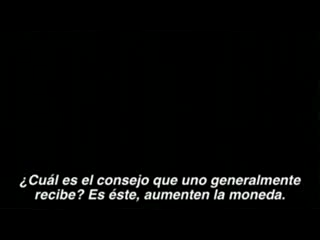 ¿Cuál es el consejo que uno generalmente
recibe? Es éste, aumenten la moneda.